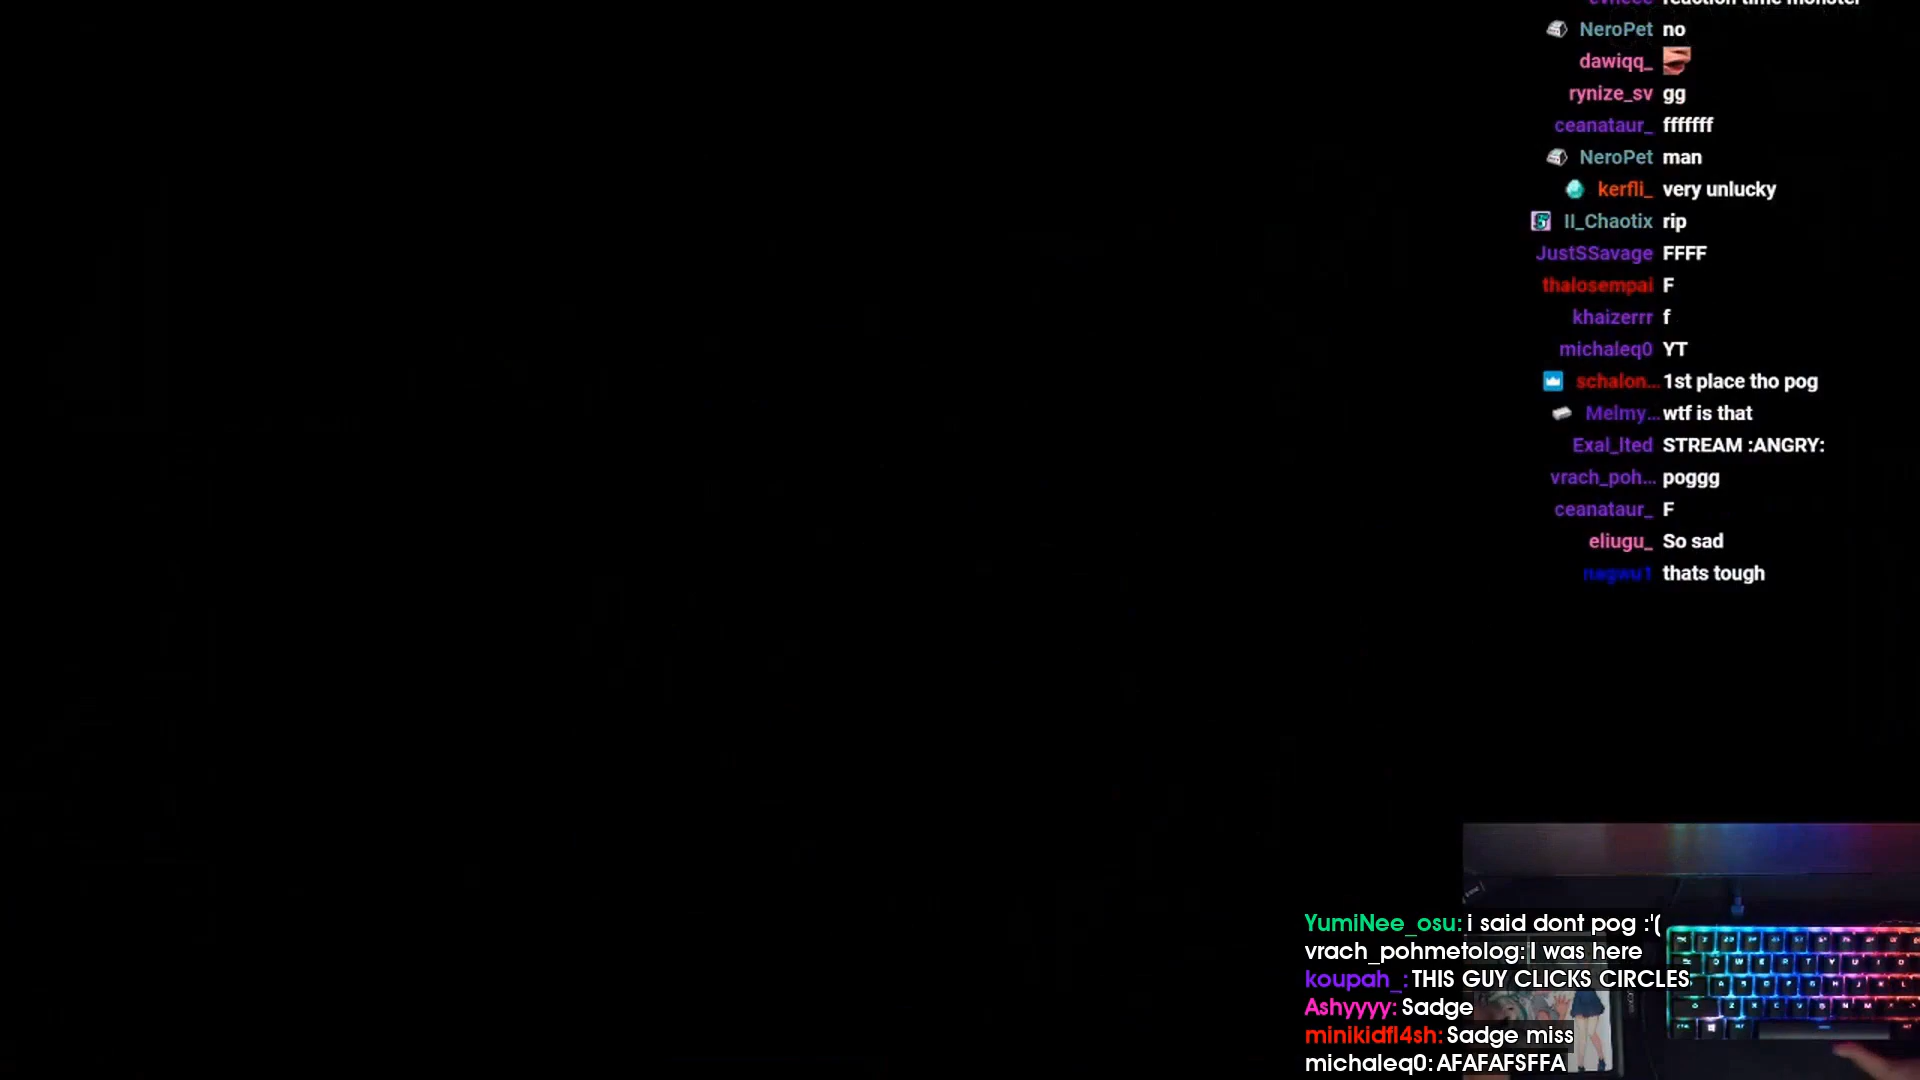 reaction time monster
NeroPet no
dawiqq_
rynize_sv gg
ceanataur_ fffffff
NeroPet man
kerfli_ very unlucky
II_Chaotix rip
JustSSavage FFFF
thalosempai F
khaizerrr f
michaleq0 YT
schalon... 1st place tho pog
Melmy... wtf is that
Exal_lted STREAM :ANGRY:
vrach_poh... poggg
ceanataur_ F
eliugu_ So sad
thats tough
YumiNee_osu: i said dont pog :'(
vrach_pohmetolog: I was here
koupah_: THIS GUY CLICKS CIRCLES
Ashyyyy: Sadge
minikidfl4sh: Sadge miss
michaleq0: AFAFAFSFFA